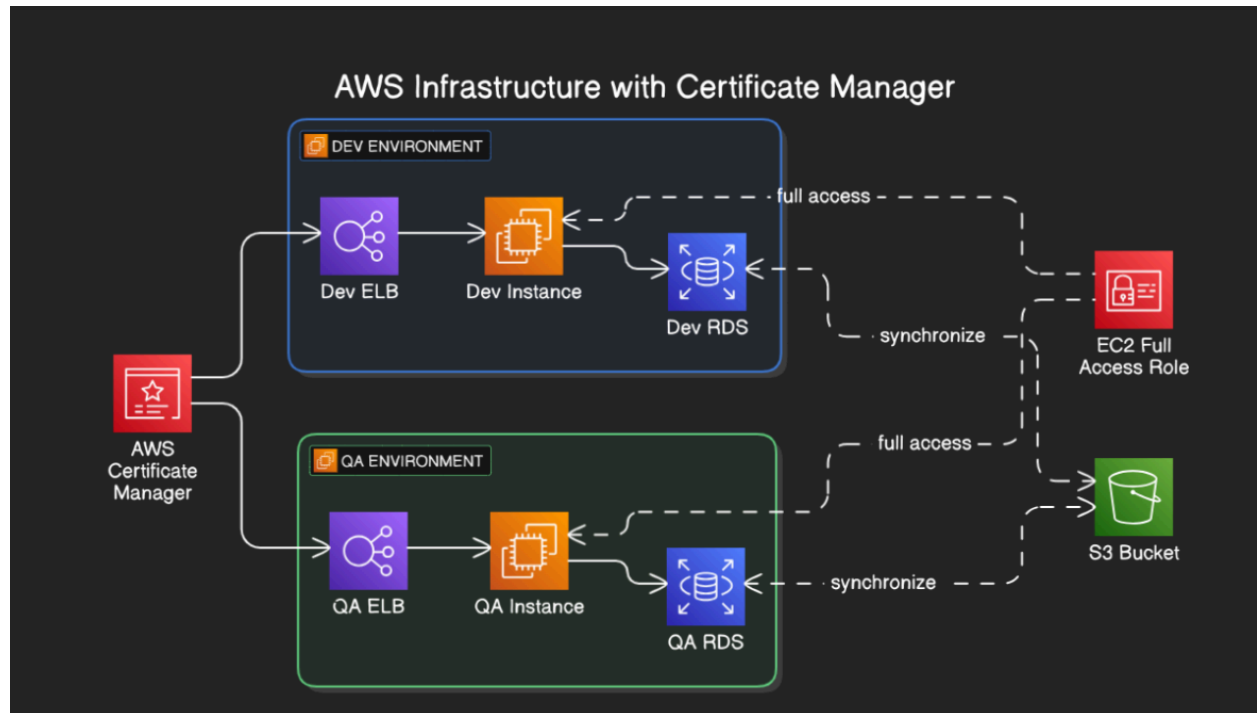 AWS Infrastructure with Certificate Manager
DEV ENVIRONMENT
full access
Dev ELB
Dev Instance
Dev RDS
synchronize
EC2 Full
Access Role
AWS
Certificate
Manager
QA ENVIRONMENT
full access
S3 Bucket
QA ELB
QA Instance
synchronize
QA RDS